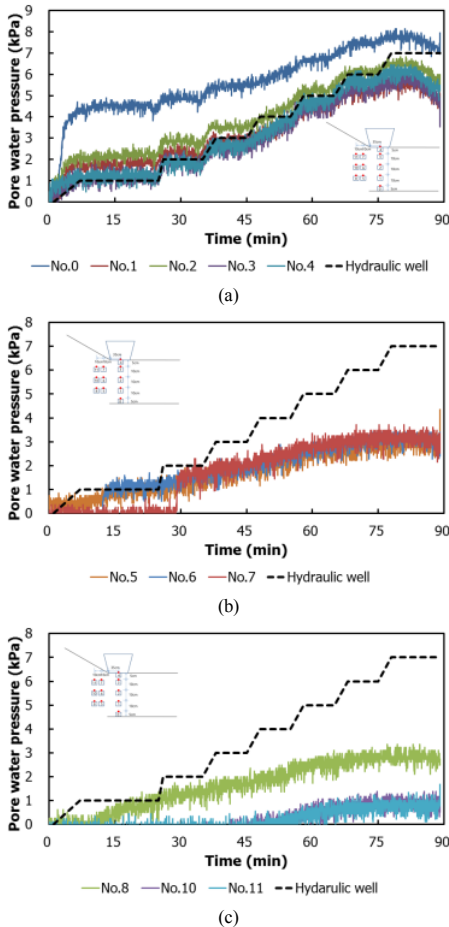 8
7
6
5
4
3
2
1
0
Pore water pressure (kPa)
0 15 30 45 60 75 90
Time (min)
No.0 No.1 No.2 No.3 No.4 Hydraulic well
(a)
8
7
6
5
4
3
2
1
0
Pore water pressure (kPa)
0 15 30 45 60 75 90
Time (min)
No.5 No.6 No.7 Hydraulic well
(b)
8
7
6
5
4
3
2
1
0
Pore water pressure (kPa)
0 15 30 45 60 75 90
Time (min)
No.8 No.10 No.11 Hydarulic well
(c)